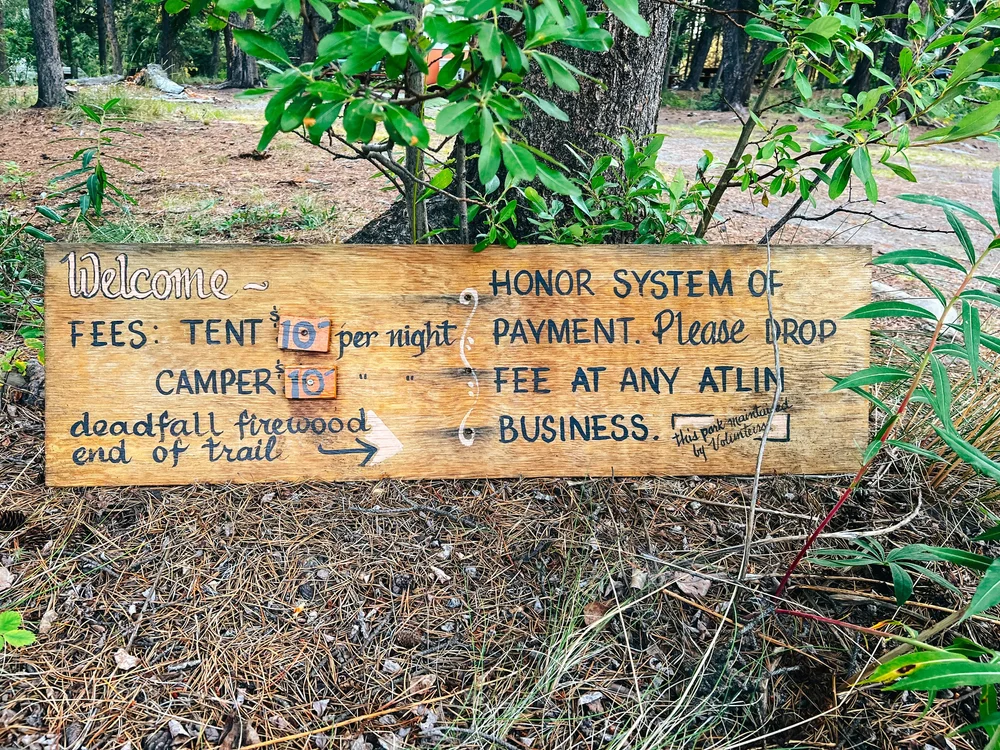 Welcome ~
FEES: TENT $10- per night
CAMPER $10- " "
deadfall firewood
end of trail →
HONOR SYSTEM OF
PAYMENT. Please DROP
FEE AT ANY ATLIN
BUSINESS.
this park maintained
by Volunteers